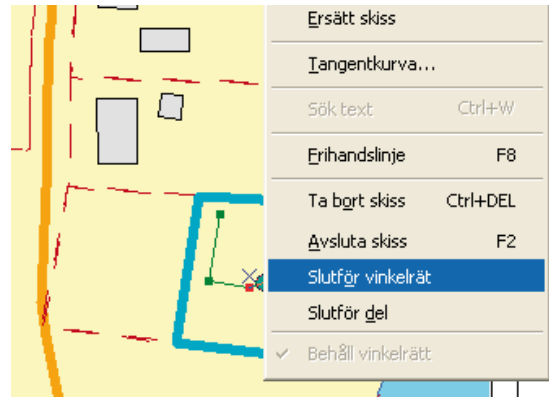 Ersätt skiss
Tangentkurva...
Sök text Ctrl+W
Frihandslinje F8
Ta bort skiss Ctrl+DEL
Avsluta skiss F2
Slutför vinkelrät
Slutför del
Behåll vinkelrätt